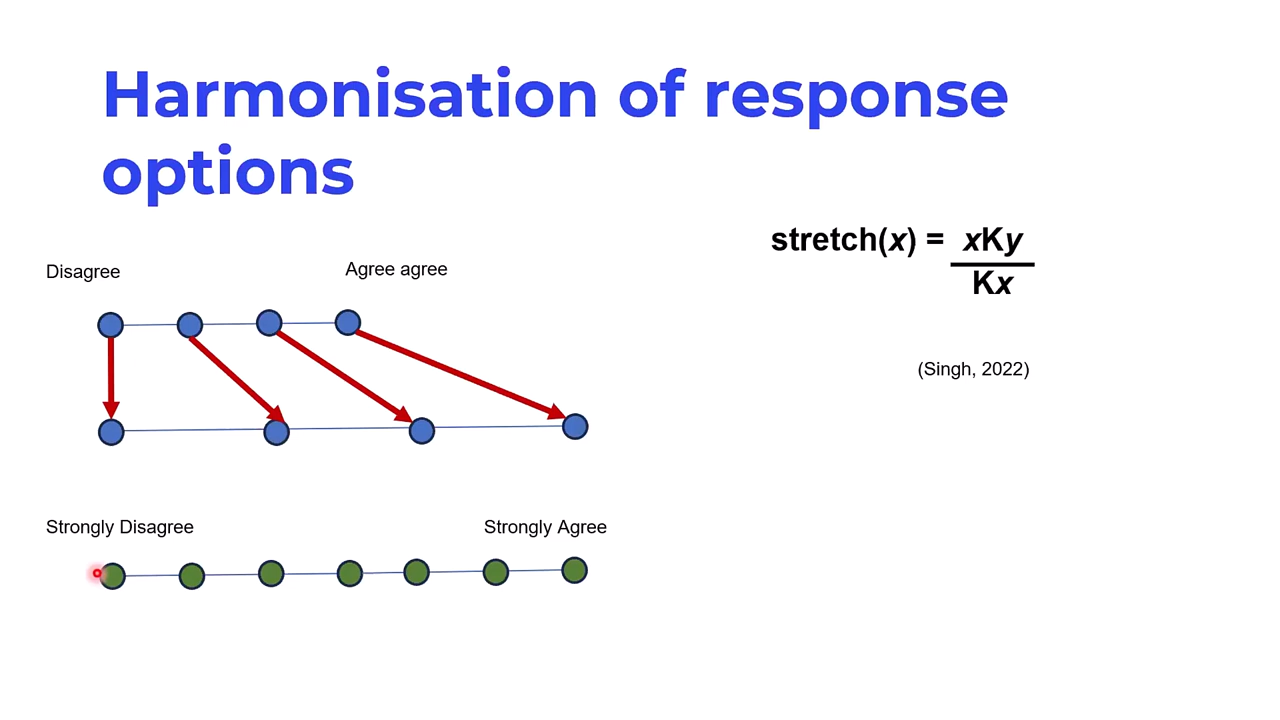 Harmonisation of response
options
stretch(x) = xKy
Kx
Disagree
Agree agree
(Singh, 2022)
Strongly Disagree
Strongly Agree